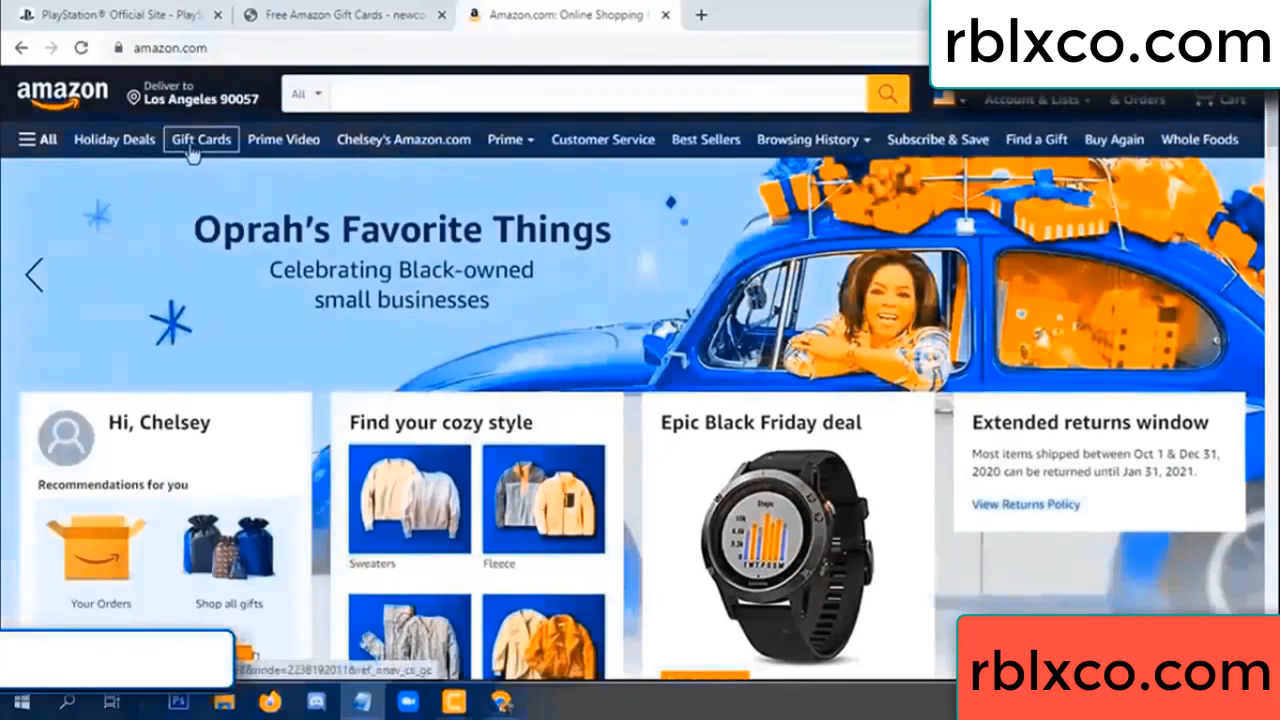 PlayStation® Official Site - PlayS
Free Amazon Gift Cards - newco
Amazon.com: Online Shopping
rblxco.com
amazon.com
amazon
Deliver to
Los Angeles 90057
All
Account & Lists
& Orders
Cart
All
Holiday Deals
Gift Cards
Prime Video
Chelsey's Amazon.com
Prime
Customer Service
Best Sellers
Browsing History
Subscribe & Save
Find a Gift
Buy Again
Whole Foods
Oprah's Favorite Things
Celebrating Black-owned
small businesses
Hi, Chelsey
Recommendations for you
Your Orders
Shop all gifts
Find your cozy style
Sweaters
Fleece
Epic Black Friday deal
Steps
Extended returns window
Most items shipped between Oct 1 & Dec 31,
2020 can be returned until Jan 31, 2021.
View Returns Policy
Ps
rblxco.com